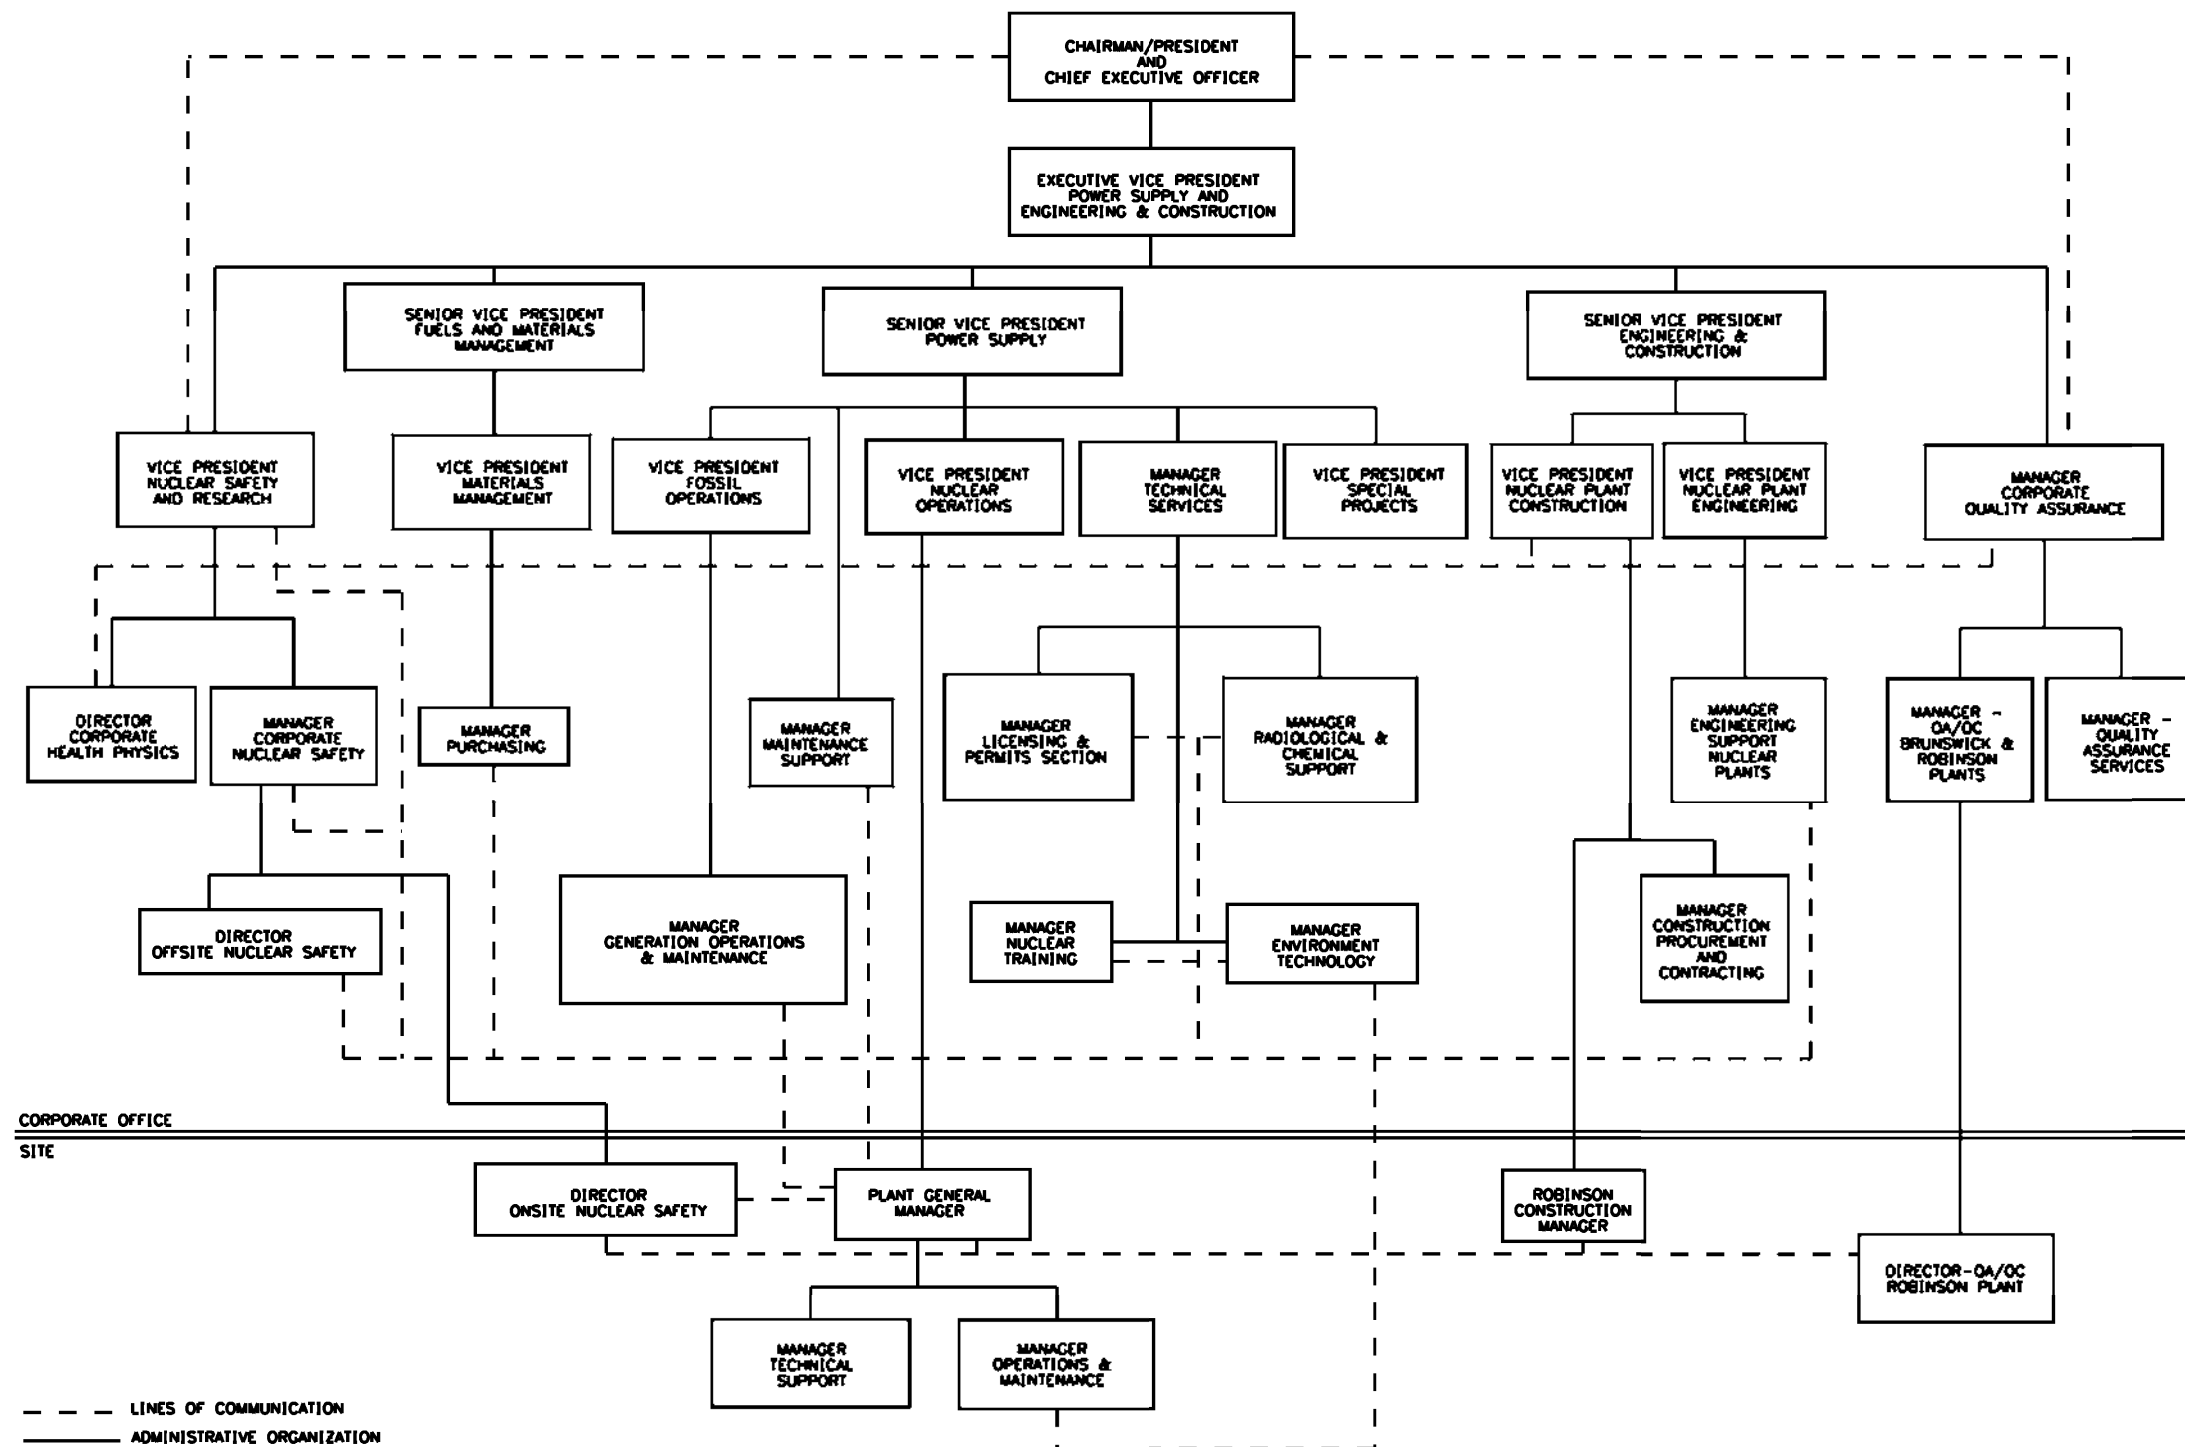 CHAIRMAN/PRESIDENT
AND
CHIEF EXECUTIVE OFFICER
EXECUTIVE VICE PRESIDENT
POWER SUPPLY AND
ENGINEERING & CONSTRUCTION
SENIOR VICE PRESIDENT
FUELS AND MATERIALS
MANAGEMENT
SENIOR VICE PRESIDENT
POWER SUPPLY
SENIOR VICE PRESIDENT
ENGINEERING &
CONSTRUCTION
VICE PRESIDENT
NUCLEAR SAFETY
AND RESEARCH
VICE PRESIDENT
MATERIALS
MANAGEMENT
VICE PRESIDENT
FOSSIL
OPERATIONS
VICE PRESIDENT
NUCLEAR
OPERATIONS
MANAGER
TECHNICAL
SERVICES
VICE PRESIDENT
SPECIAL
PROJECTS
VICE PRESIDENT
NUCLEAR PLANT
CONSTRUCTION
VICE PRESIDENT
NUCLEAR PLANT
ENGINEERING
MANAGER
CORPORATE
QUALITY ASSURANCE
DIRECTOR
CORPORATE
HEALTH PHYSICS
MANAGER
CORPORATE
NUCLEAR SAFETY
MANAGER
PURCHASING
MANAGER
MAINTENANCE
SUPPORT
MANAGER
LICENSING &
PERMITS SECTION
MANAGER
RADIOLOGICAL &
CHEMICAL
SUPPORT
MANAGER
ENGINEERING
SUPPORT
NUCLEAR
PLANTS
MANAGER -
QA/QC
BRUNSWICK &
ROBINSON
PLANTS
MANAGER -
QUALITY
ASSURANCE
SERVICES
DIRECTOR
OFFSITE NUCLEAR SAFETY
MANAGER
GENERATION OPERATIONS
& MAINTENANCE
MANAGER
NUCLEAR
TRAINING
MANAGER
ENVIRONMENT
TECHNOLOGY
MANAGER
CONSTRUCTION
PROCUREMENT
AND
CONTRACTING
CORPORATE OFFICE
SITE
DIRECTOR
ONSITE NUCLEAR SAFETY
PLANT GENERAL
MANAGER
ROBINSON
CONSTRUCTION
MANAGER
DIRECTOR-QA/QC
ROBINSON PLANT
MANAGER
TECHNICAL
SUPPORT
MANAGER
OPERATIONS &
MAINTENANCE
LINES OF COMMUNICATION
ADMINISTRATIVE ORGANIZATION